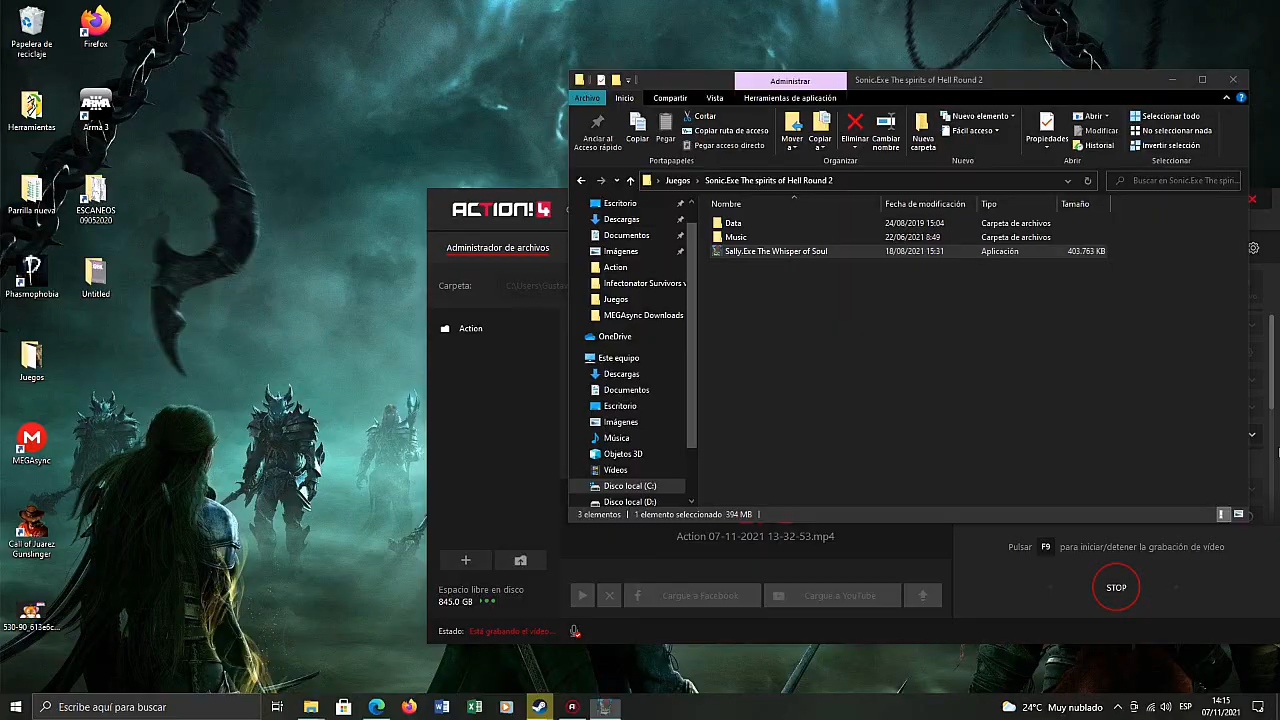 Papelera de reciclaje
Firefox
Herramientas
Arma 3
Parrilla nueva
ESCANEOS 09052020
Phasmophobia
Untitled
Juegos
MEGAsync
Call of Juarez Gunslinger
530-90_613e6c...
Administrar
Sonic.Exe The spirits of Hell Round 2
Archivo
Inicio
Compartir
Vista
Herramientas de aplicación
Anclar al Acceso rápido
Copiar
Pegar
Cortar
Copiar ruta de acceso
Pegar acceso directo
Portapapeles
Mover a
Copiar a
Eliminar
Cambiar nombre
Organizar
Nueva carpeta
Nuevo elemento
Fácil acceso
Nuevo
Propiedades
Abrir
Modificar
Historial
Abrir
Seleccionar todo
No seleccionar nada
Invertir selección
Seleccionar
Juegos > Sonic.Exe The spirits of Hell Round 2
Buscar en Sonic.Exe The spiri...
Escritorio
Descargas
Documentos
Imágenes
Action
Infectonator Survivors v
Juegos
MEGAsync Downloads
OneDrive
Este equipo
Descargas
Documentos
Escritorio
Imágenes
Música
Objetos 3D
Vídeos
Disco local (C:)
Disco local (D:)
Nombre Fecha de modificación Tipo Tamaño
Data 24/08/2019 15:04 Carpeta de archivos
Music 22/06/2021 8:49 Carpeta de archivos
Sally.Exe The Whisper of Soul 18/08/2021 15:31 Aplicación 403.763 KB
3 elementos 1 elemento seleccionado 394 MB
ACTION! 4
Administrador de archivos
Carpeta: C:\Users\Gustav
Action
Espacio libre en disco
845.0 GB
Estado: Está grabando el vídeo...
Action 07-11-2021 13-32-53.mp4
Cargue a Facebook
Cargue a YouTube
Pulsar F9 para iniciar/detener la grabación de vídeo
STOP
Escribe aquí para buscar
24°C Muy nublado
ESP
14:15
07/11/2021